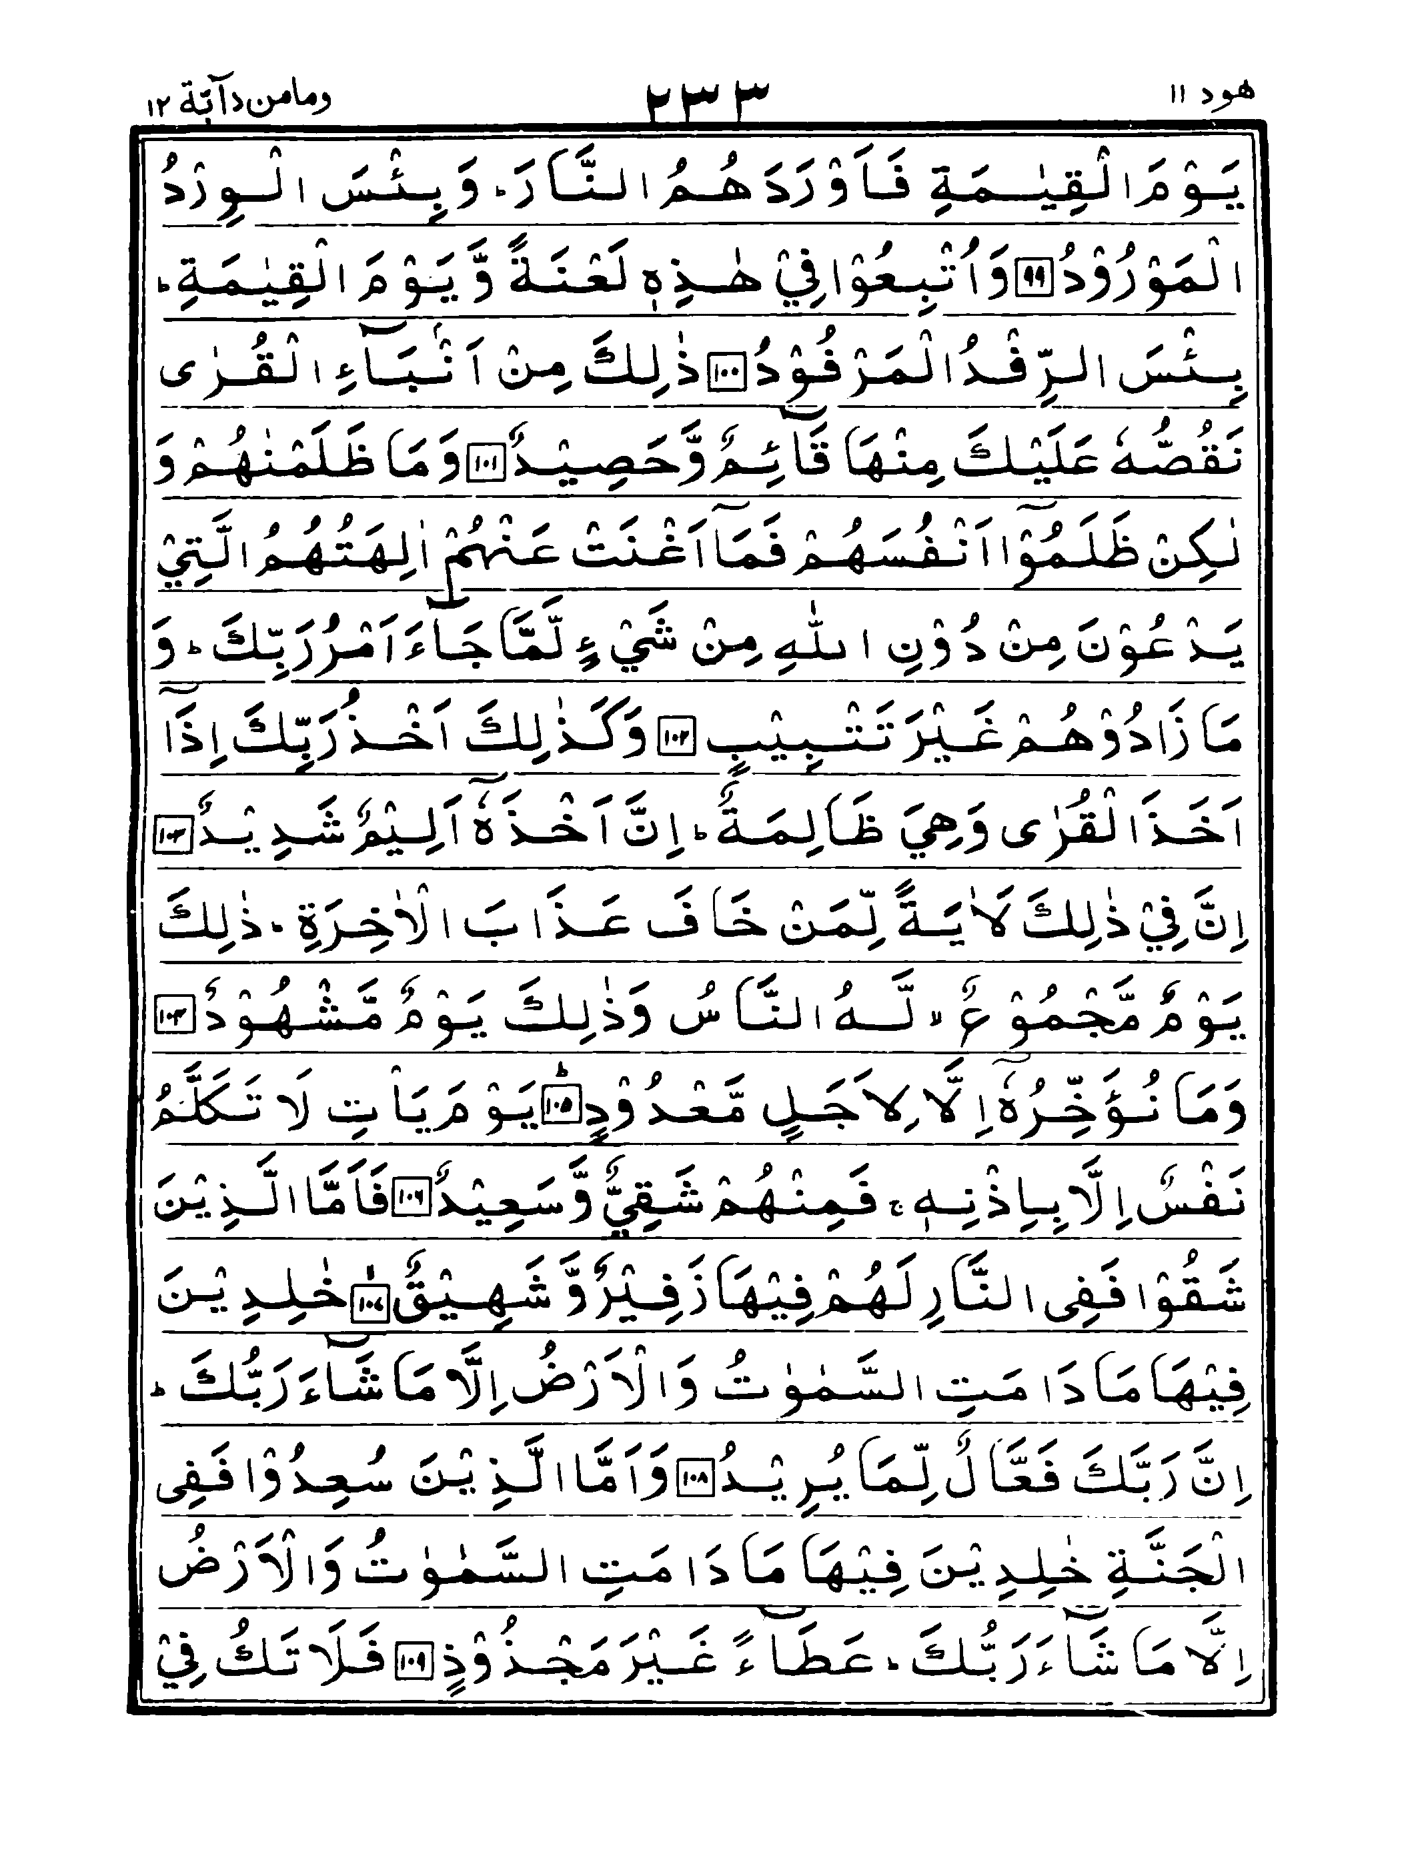 هود ١١ ٢٣٣ ومامن دآبّة ١٢
يَوْمَ الْقِيٰمَةِ فَاَوْرَدَهُمُ النَّارَ ؕ وَبِئْسَ الْوِرْدُ
الْمَوْرُوْدُ ٩٩ وَاُتْبِعُوْا فِيْ هٰذِهٖ لَعْنَةً وَّيَوْمَ الْقِيٰمَةِ ؕ
بِئْسَ الرِّفْدُ الْمَرْفُوْدُ ١٠٠ ذٰلِكَ مِنْ اَنْۢبَآءِ الْقُرٰى
نَقُصُّهٗ عَلَيْكَ مِنْهَا قَآئِمٌ وَّحَصِيْدٌ ١٠١ وَمَا ظَلَمْنٰهُمْ وَ
لٰكِنْ ظَلَمُوْٓا اَنْفُسَهُمْ فَمَآ اَغْنَتْ عَنْهُمْ اٰلِهَتُهُمُ الَّتِيْ
يَدْعُوْنَ مِنْ دُوْنِ اللّٰهِ مِنْ شَيْءٍ لَّمَّا جَآءَ اَمْرُ رَبِّكَ ؕ وَ
مَا زَادُوْهُمْ غَيْرَ تَتْبِيْبٍ ١٠٢ وَكَذٰلِكَ اَخْذُ رَبِّكَ اِذَآ
اَخَذَ الْقُرٰى وَهِيَ ظَالِمَةٌ ؕ اِنَّ اَخْذَهٗٓ اَلِيْمٌ شَدِيْدٌ ١٠٣
اِنَّ فِيْ ذٰلِكَ لَاٰيَةً لِّمَنْ خَافَ عَذَابَ الْاٰخِرَةِ ؕ ذٰلِكَ
يَوْمٌ مَّجْمُوْعٌ ۙ لَّهُ النَّاسُ وَذٰلِكَ يَوْمٌ مَّشْهُوْدٌ ١٠٤
وَمَا نُؤَخِّرُهٗٓ اِلَّا لِاَجَلٍ مَّعْدُوْدٍ ؕ ١٠٥ يَوْمَ يَاْتِ لَا تَكَلَّمُ
نَفْسٌ اِلَّا بِاِذْنِهٖ ۚ فَمِنْهُمْ شَقِيٌّ وَّسَعِيْدٌ ١٠٦ فَاَمَّا الَّذِيْنَ
شَقُوْا فَفِى النَّارِ لَهُمْ فِيْهَا زَفِيْرٌ وَّشَهِيْقٌ ۙ ١٠٧ خٰلِدِيْنَ
فِيْهَا مَا دَامَتِ السَّمٰوٰتُ وَالْاَرْضُ اِلَّا مَا شَآءَ رَبُّكَ ؕ
اِنَّ رَبَّكَ فَعَّالٌ لِّمَا يُرِيْدُ ١٠٨ وَاَمَّا الَّذِيْنَ سُعِدُوْا فَفِى
الْجَنَّةِ خٰلِدِيْنَ فِيْهَا مَا دَامَتِ السَّمٰوٰتُ وَالْاَرْضُ
اِلَّا مَا شَآءَ رَبُّكَ ؕ عَطَآءً غَيْرَ مَجْذُوْذٍ ١٠٩ فَلَا تَكُ فِيْ